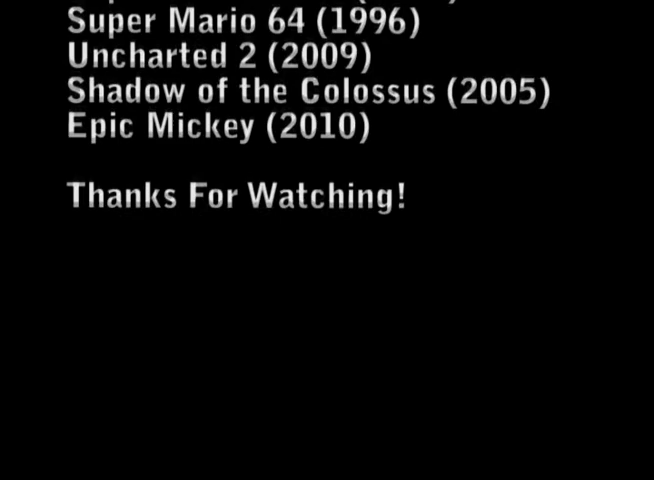 Super Mario 64 (1996)
Uncharted 2 (2009)
Shadow of the Colossus (2005)
Epic Mickey (2010)
Thanks For Watching!